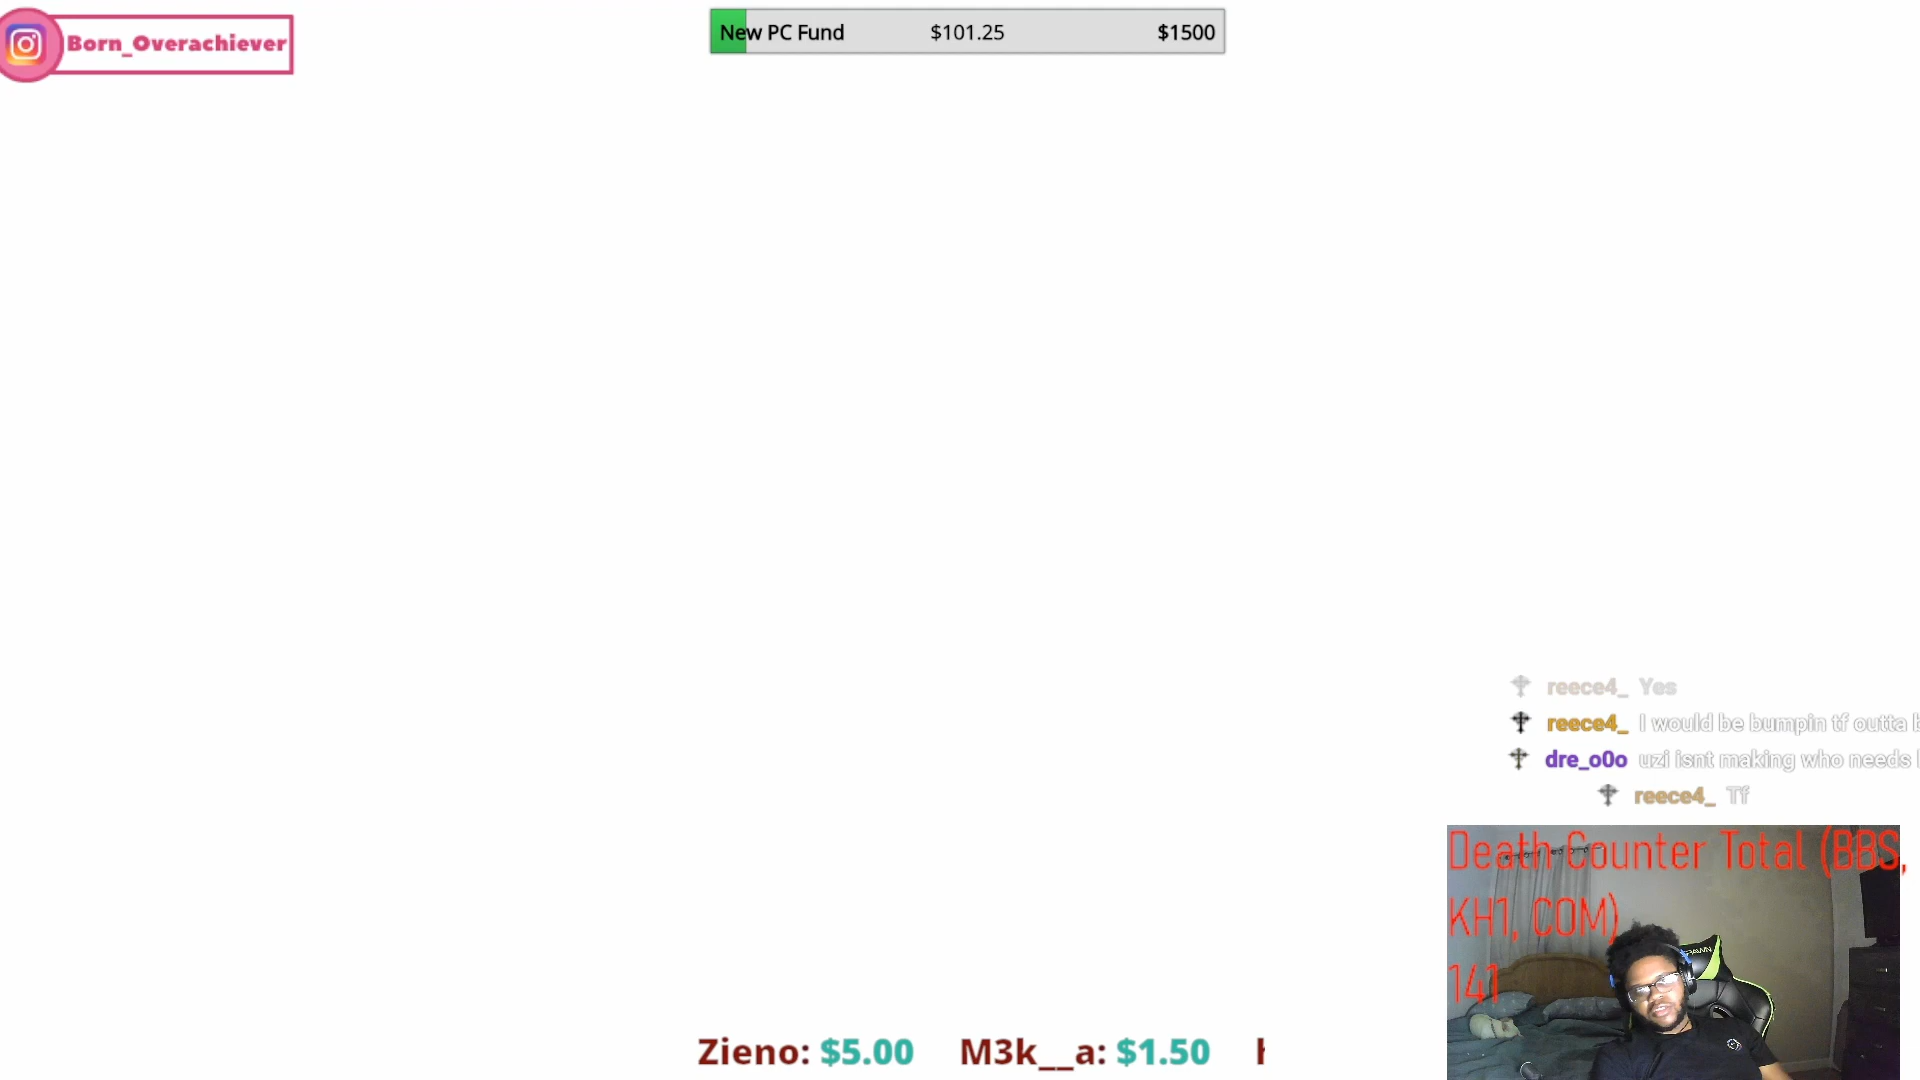 Born_Overachiever
New PC Fund $101.25 $1500
reece4_ Yes
reece4_ I would be bumpin tf outta
dre_o0o uzi isnt making who needs
reece4_ Tf
Death Counter Total (BBS,
KH1, COM)
141
Zieno: $5.00 M3k__a: $1.50